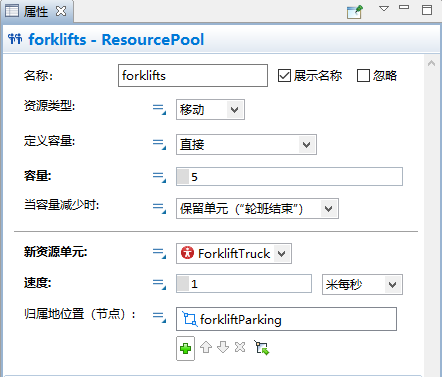 属性
forklifts - ResourcePool
名称: forklifts 展示名称 忽略
资源类型: 移动
定义容量: 直接
容量: 5
当容量减少时: 保留单元（“轮班结束”）
新资源单元: ForkliftTruck
速度: 1 米每秒
归属地位置（节点）: forkliftParking